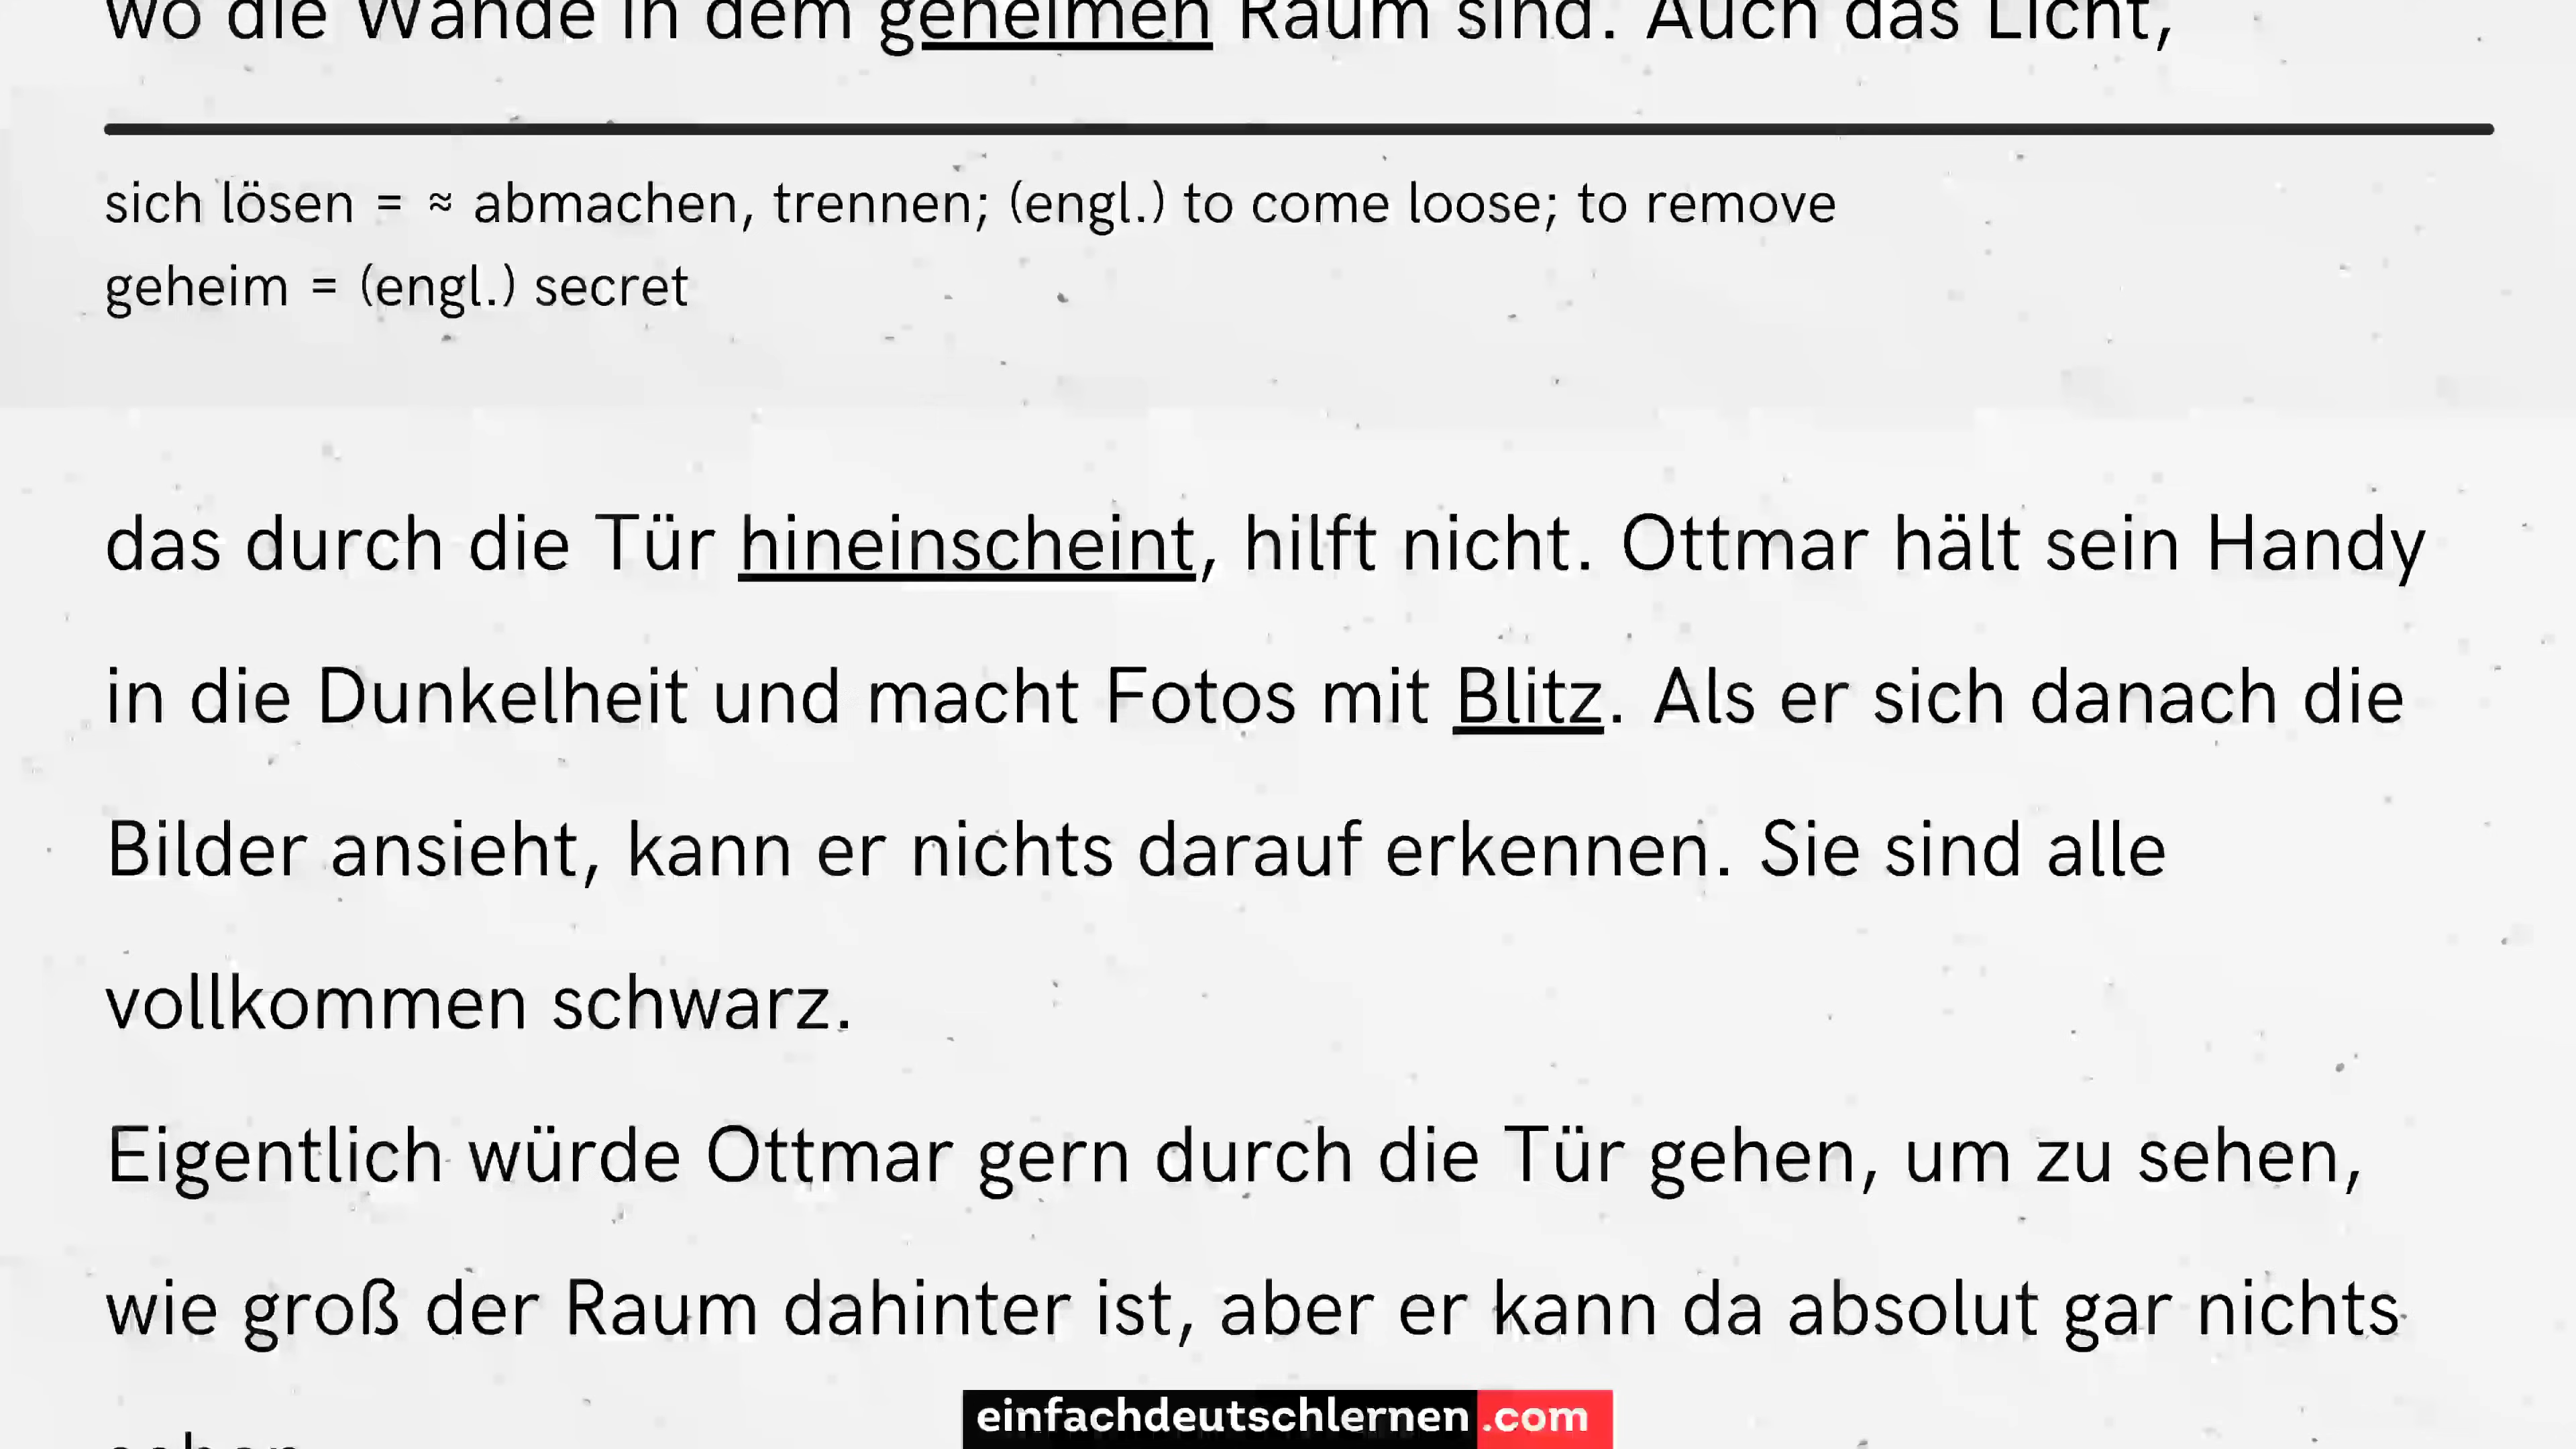 wo die Wände in dem geheimen Raum sind. Auch das Licht,
sich lösen = ≈ abmachen, trennen; (engl.) to come loose; to remove
geheim = (engl.) secret
das durch die Tür hineinscheint, hilft nicht. Ottmar hält sein Handy
in die Dunkelheit und macht Fotos mit Blitz. Als er sich danach die
Bilder ansieht, kann er nichts darauf erkennen. Sie sind alle
vollkommen schwarz.
Eigentlich würde Ottmar gern durch die Tür gehen, um zu sehen,
wie groß der Raum dahinter ist, aber er kann da absolut gar nichts
einfachdeutschlernen.com